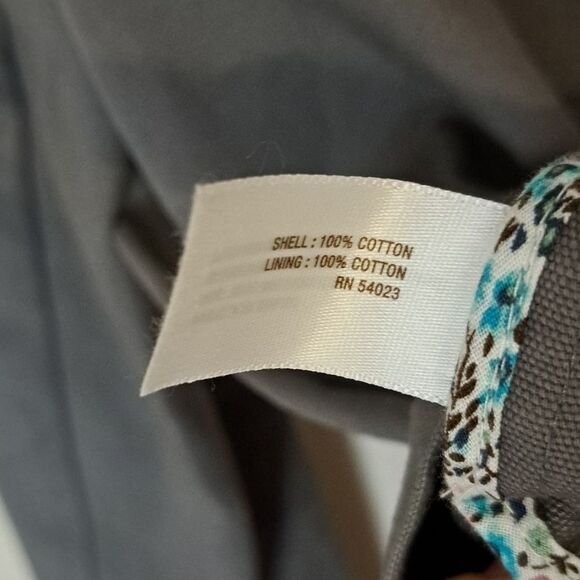 SHELL : 100% COTTON
LINING : 100% COTTON
RN 54023